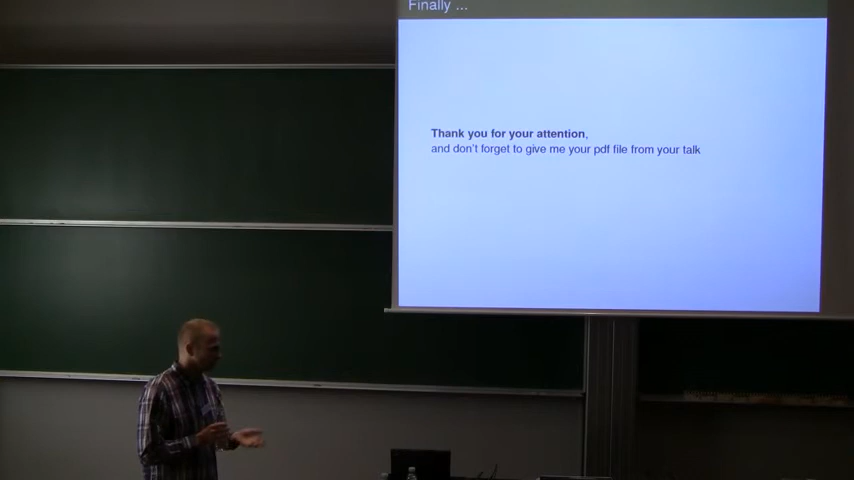 Finally ...
Thank you for your attention,
and don't forget to give me your pdf file from your talk